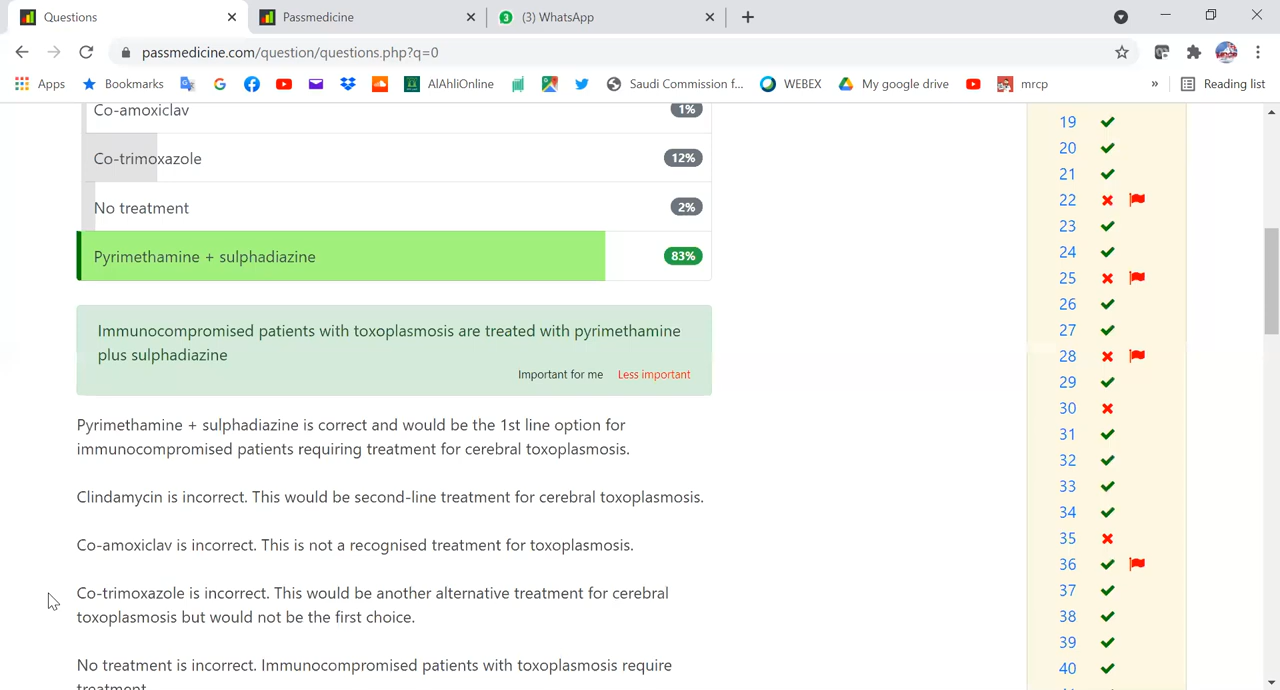 Questions
Passmedicine
(3) WhatsApp
passmedicine.com/question/questions.php?q=0
Apps
Bookmarks
AlAhliOnline
Saudi Commission f...
WEBEX
My google drive
mrcp
»
Reading list
Co-amoxiclav 1%
Co-trimoxazole 12%
No treatment 2%
Pyrimethamine + sulphadiazine 83%
Immunocompromised patients with toxoplasmosis are treated with pyrimethamine
plus sulphadiazine
Important for me Less important
Pyrimethamine + sulphadiazine is correct and would be the 1st line option for
immunocompromised patients requiring treatment for cerebral toxoplasmosis.
Clindamycin is incorrect. This would be second-line treatment for cerebral toxoplasmosis.
Co-amoxiclav is incorrect. This is not a recognised treatment for toxoplasmosis.
Co-trimoxazole is incorrect. This would be another alternative treatment for cerebral
toxoplasmosis but would not be the first choice.
No treatment is incorrect. Immunocompromised patients with toxoplasmosis require
treatment.
19
20
21
22
23
24
25
26
27
28
29
30
31
32
33
34
35
36
37
38
39
40